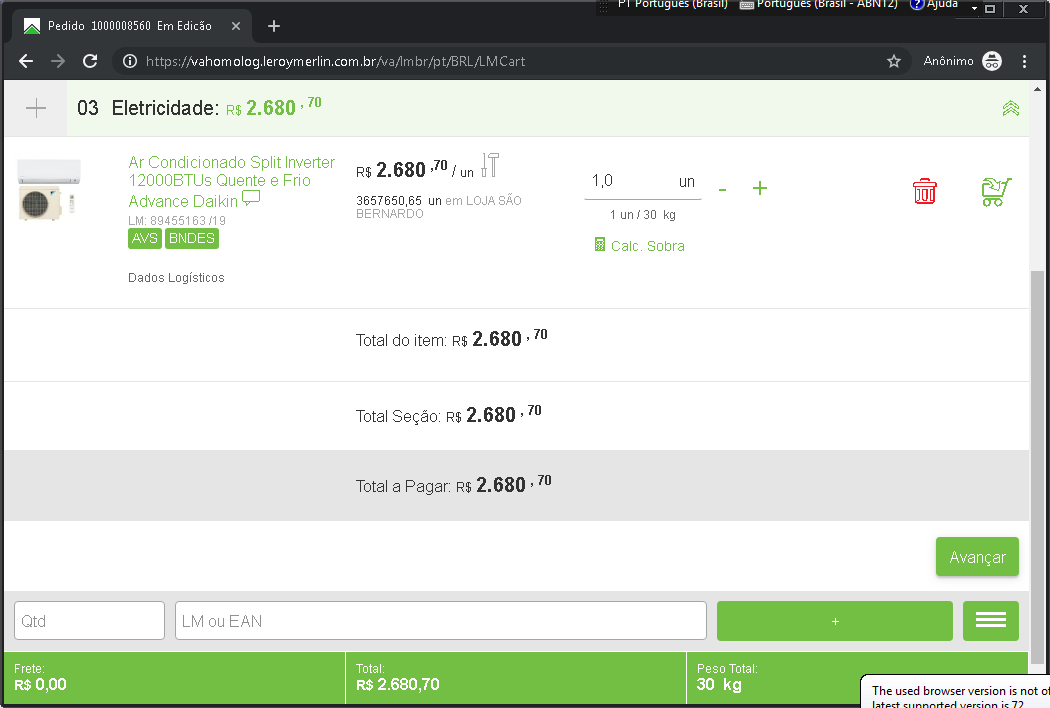 PT Português (Brasil) Português (Brasil - ABNT2) ? Ajuda
Pedido 1000008560 Em Edicão
https://vahomolog.leroymerlin.com.br/va/lmbr/pt/BRL/LMCart Anônimo
03 Eletricidade: R$ 2.680 ,70
Ar Condicionado Split Inverter
12000BTUs Quente e Frio
Advance Daikin
LM: 89455163 /19
AVS BNDES
Dados Logísticos
R$ 2.680 ,70 / un
3657650,65 un em LOJA SÃO
BERNARDO
1,0 un - +
1 un / 30 kg
Calc. Sobra
Total do item: R$ 2.680 ,70
Total Seção: R$ 2.680 ,70
Total a Pagar: R$ 2.680 ,70
Avançar
Qtd LM ou EAN +
Frete:
R$ 0,00
Total:
R$ 2.680,70
Peso Total:
30 kg
The used browser version is not of
latest supported version is 72